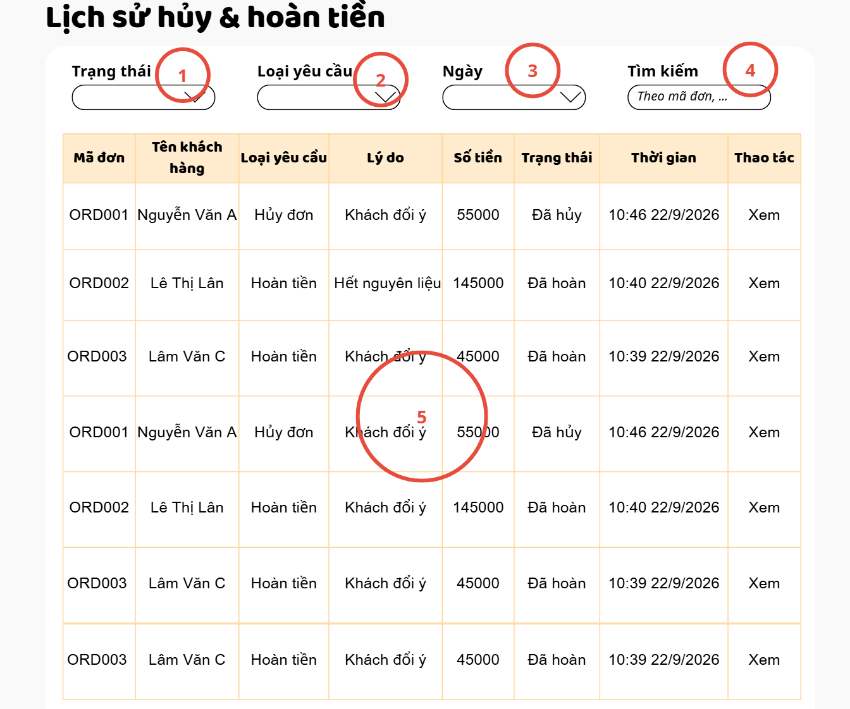 Lịch sử hủy & hoàn tiền
Trạng thái 1 Loại yêu cầu 2 Ngày 3 Tìm kiếm 4
Theo mã đơn, ...
Mã đơn Tên khách hàng Loại yêu cầu Lý do Số tiền Trạng thái Thời gian Thao tác
ORD001 Nguyễn Văn A Hủy đơn Khách đổi ý 55000 Đã hủy 10:46 22/9/2026 Xem
ORD002 Lê Thị Lân Hoàn tiền Hết nguyên liệu 145000 Đã hoàn 10:40 22/9/2026 Xem
ORD003 Lâm Văn C Hoàn tiền Khách đổi ý 45000 Đã hoàn 10:39 22/9/2026 Xem
5
ORD001 Nguyễn Văn A Hủy đơn Khách đổi ý 55000 Đã hủy 10:46 22/9/2026 Xem
ORD002 Lê Thị Lân Hoàn tiền Khách đổi ý 145000 Đã hoàn 10:40 22/9/2026 Xem
ORD003 Lâm Văn C Hoàn tiền Khách đổi ý 45000 Đã hoàn 10:39 22/9/2026 Xem
ORD003 Lâm Văn C Hoàn tiền Khách đổi ý 45000 Đã hoàn 10:39 22/9/2026 Xem